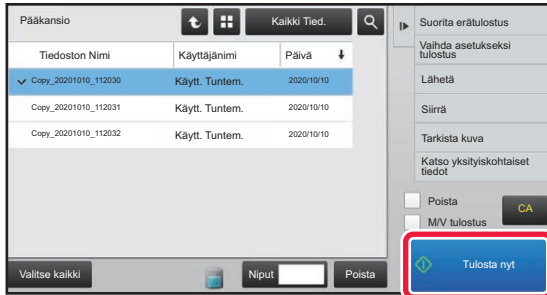 Pääkansio
Kaikki Tied.
Tiedoston Nimi Käyttäjänimi Päivä
Copy_20201010_112030 Käytt. Tuntem. 2020/10/10
Copy_20201010_112031 Käytt. Tuntem. 2020/10/10
Copy_20201010_112032 Käytt. Tuntem. 2020/10/10
Valitse kaikki
Niput
Poista
Suorita erätulostus
Vaihda asetukseksi
tulostus
Lähetä
Siirrä
Tarkista kuva
Katso yksityiskohtaiset
tiedot
Poista
M/V tulostus
CA
Tulosta nyt